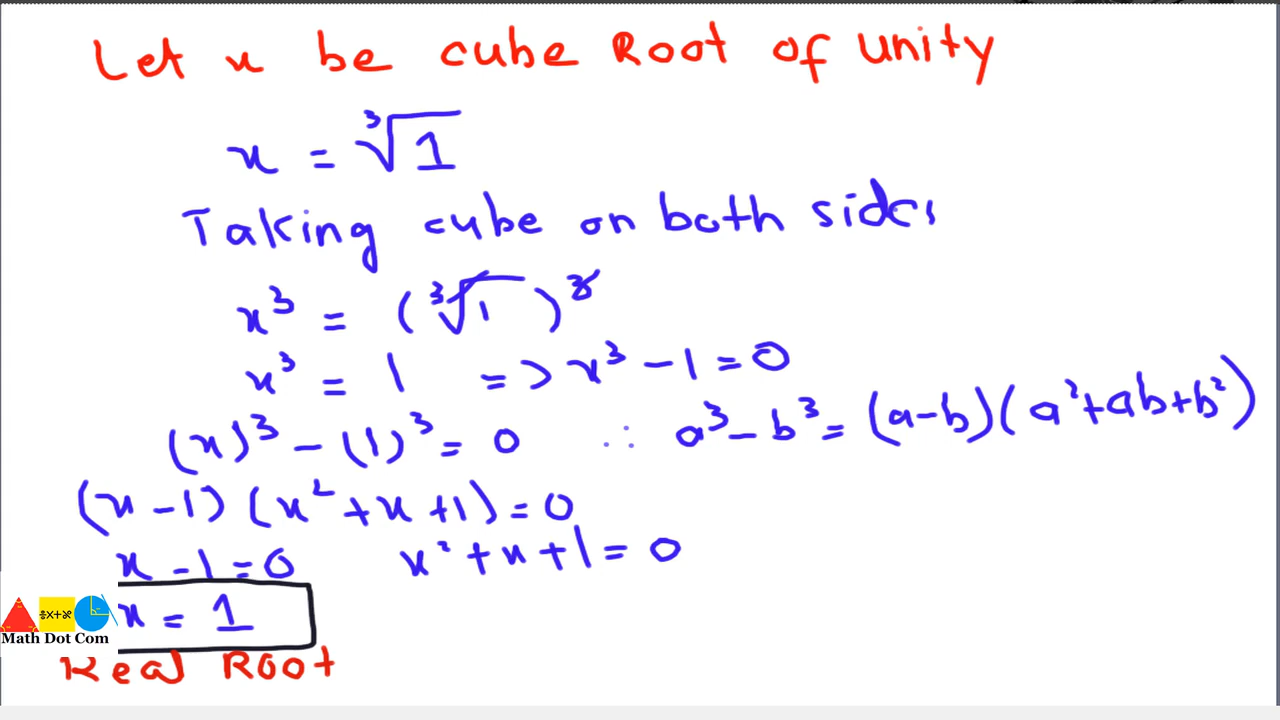 Let x be cube Root of unity
x = ∛1
Taking cube on both sides
x³ = (∛1)³
x³ = 1 => x³ - 1 = 0
(x)³ - (1)³ = 0 ∴ a³ - b³ = (a-b)(a²+ab+b²)
(x-1)(x²+x+1) = 0
x - 1 = 0 x² + x + 1 = 0
x = 1
Math Dot Com
Real Root